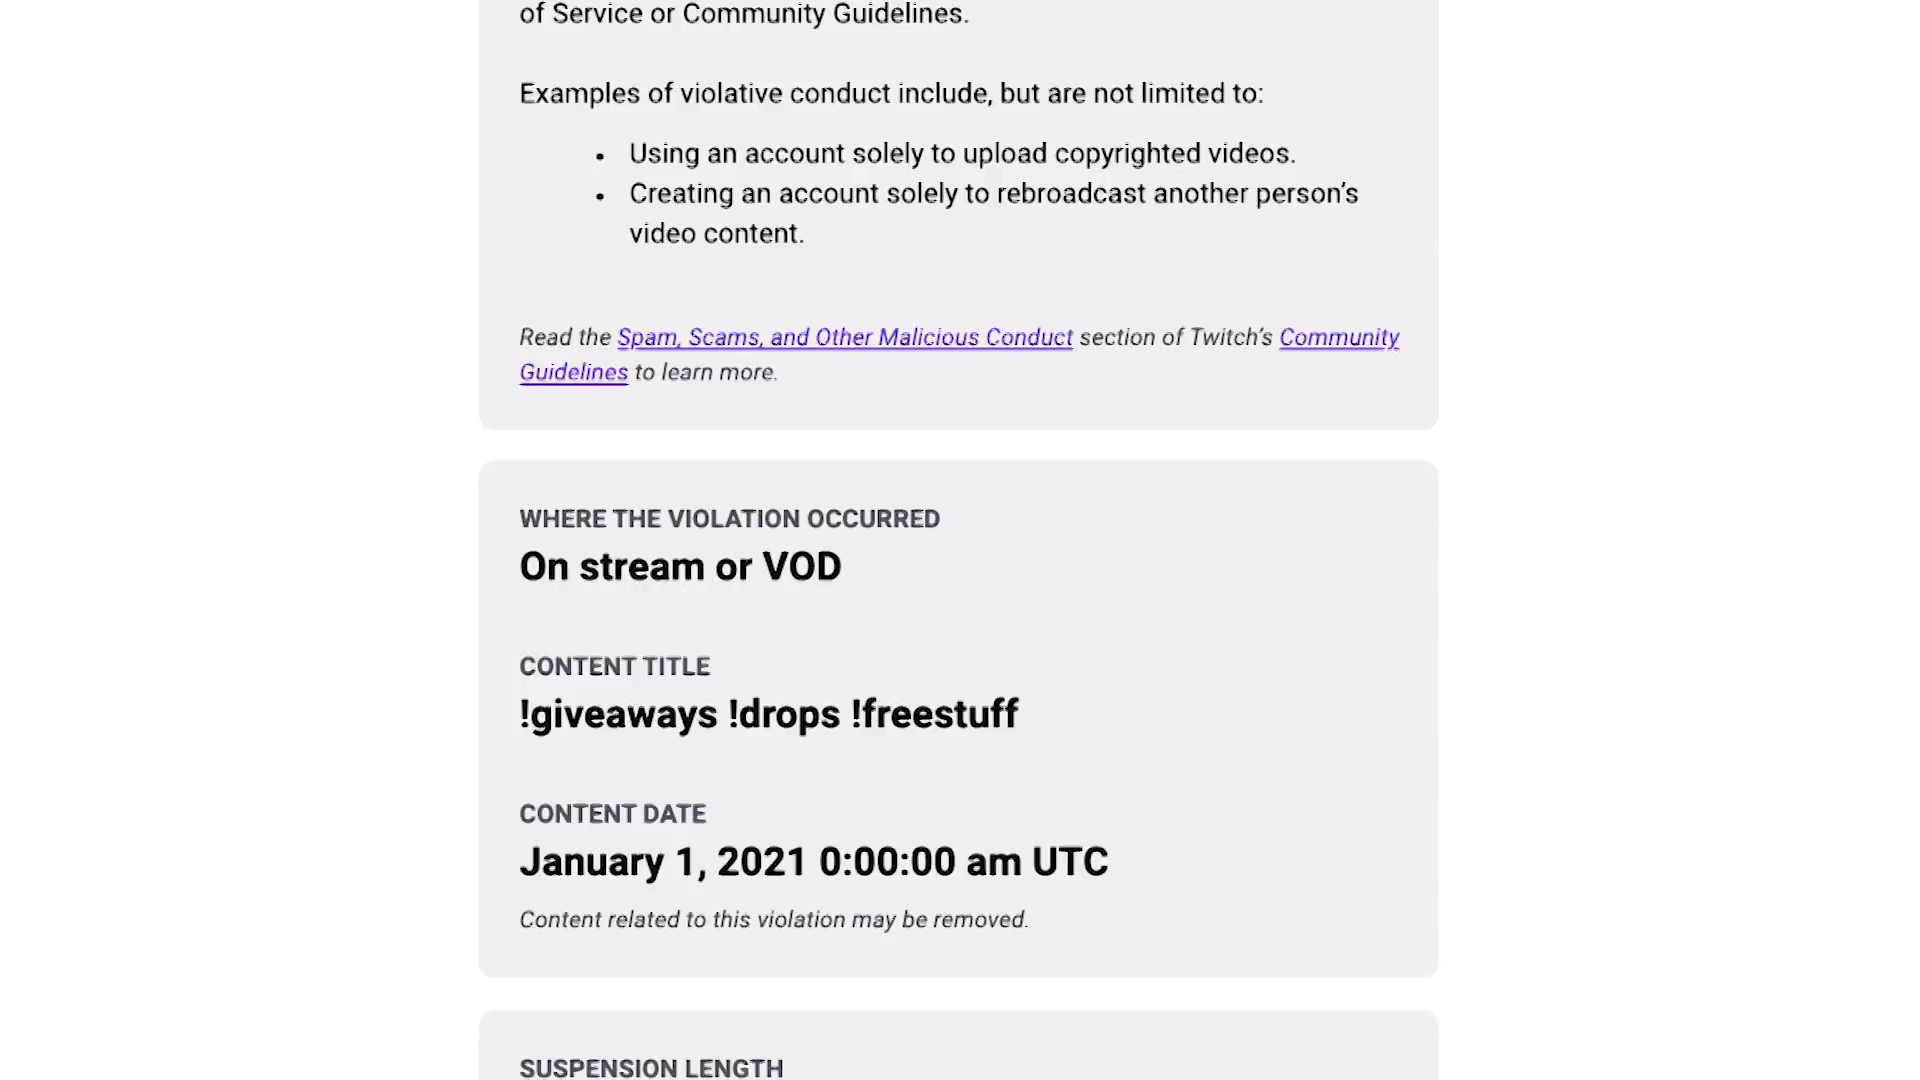 of Service or Community Guidelines.
Examples of violative conduct include, but are not limited to:
• Using an account solely to upload copyrighted videos.
• Creating an account solely to rebroadcast another person’s
video content.
Read the Spam, Scams, and Other Malicious Conduct section of Twitch’s Community
Guidelines to learn more.
WHERE THE VIOLATION OCCURRED
On stream or VOD
CONTENT TITLE
!giveaways !drops !freestuff
CONTENT DATE
January 1, 2021 0:00:00 am UTC
Content related to this violation may be removed.
SUSPENSION LENGTH